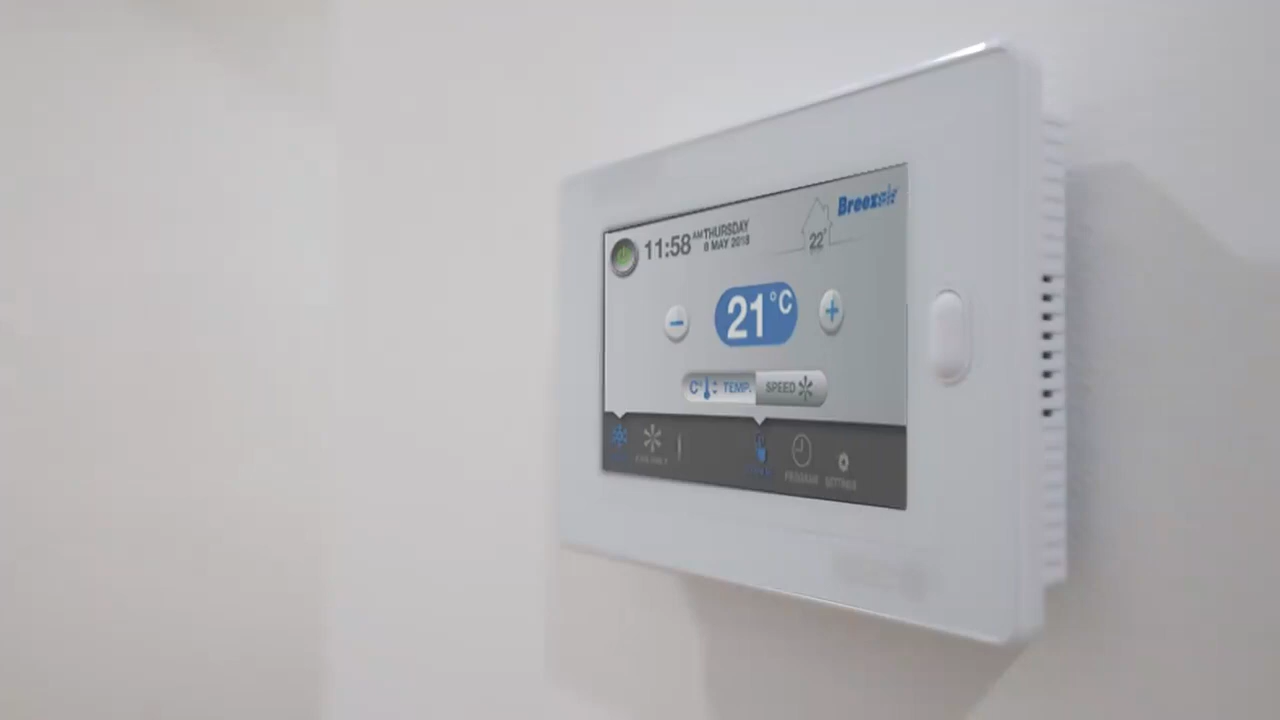 11:58 AM THURSDAY
8 MAY 2018
22°
Breezair
21°C
C° TEMP.
SPEED
PROGRAM
SETTINGS